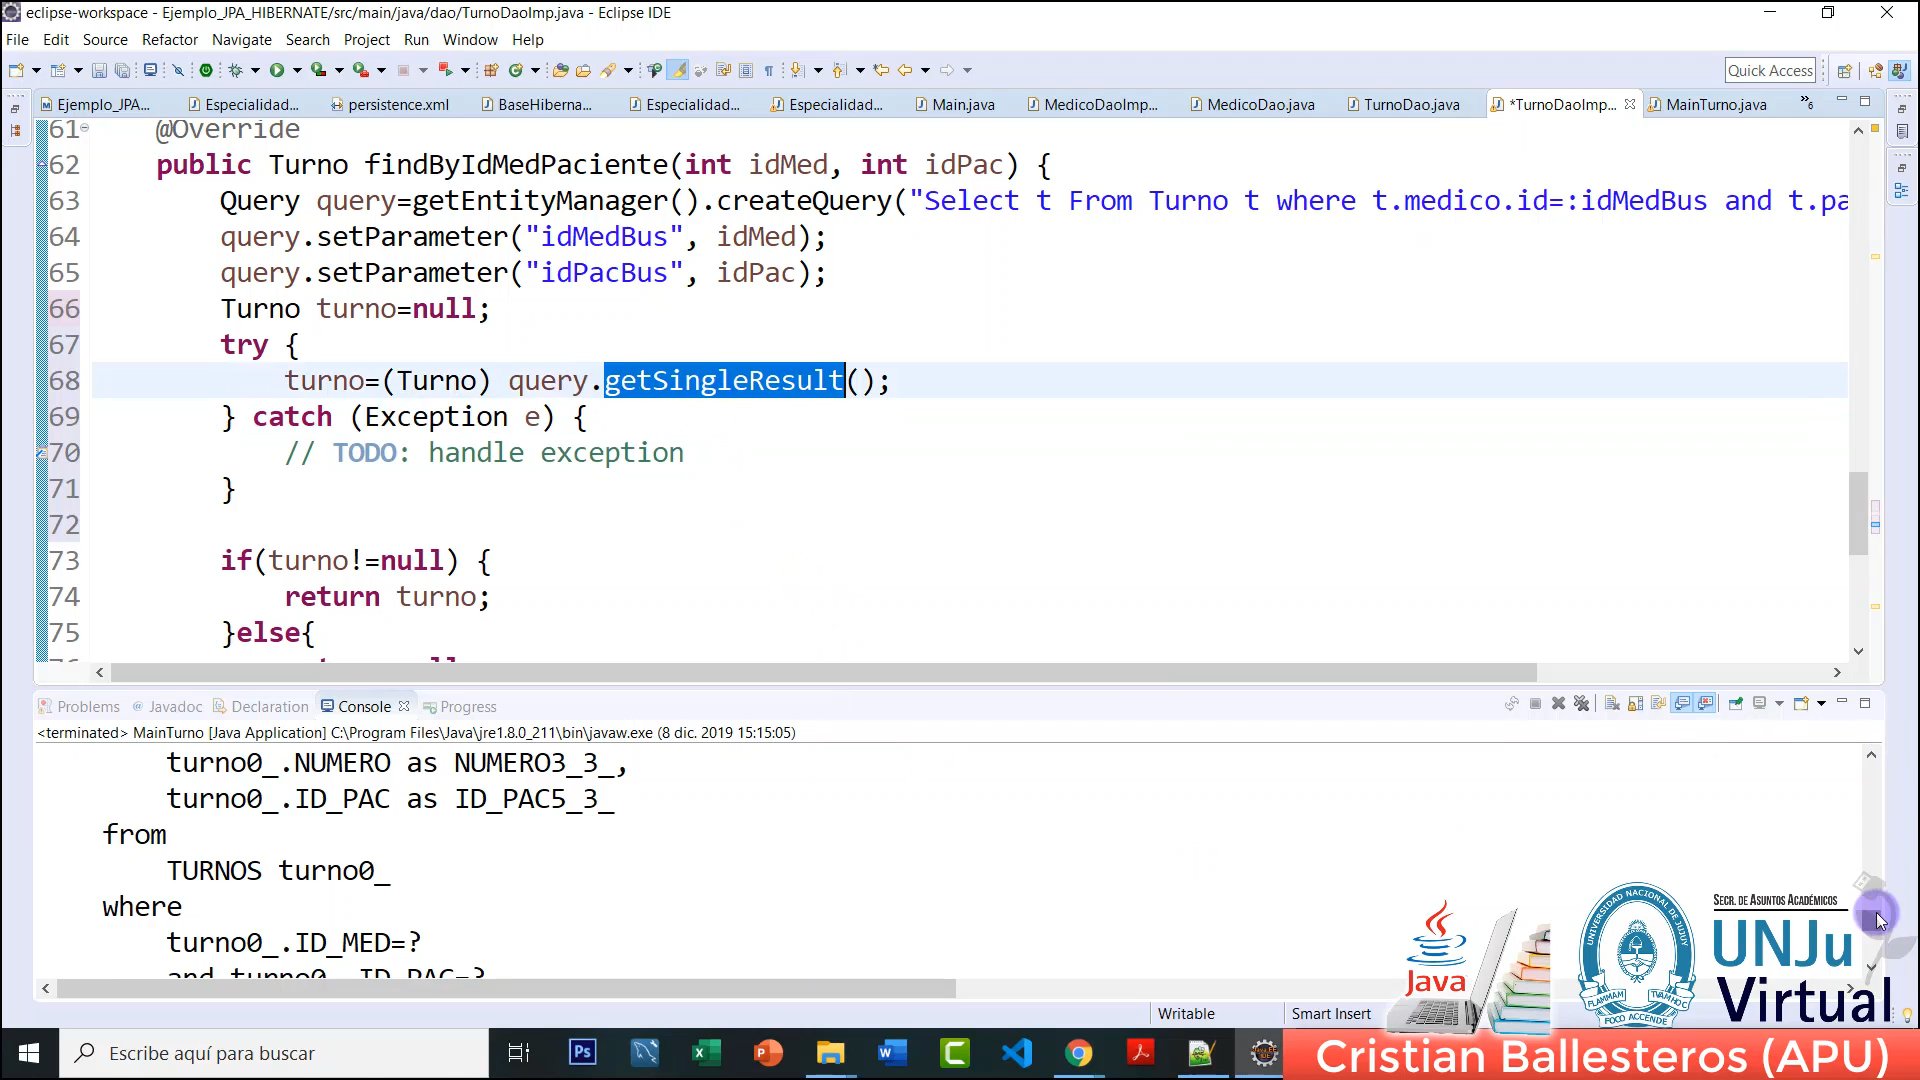 eclipse-workspace - Ejemplo_JPA_HIBERNATE/src/main/java/dao/TurnoDaoImp.java - Eclipse IDE
File Edit Source Refactor Navigate Search Project Run Window Help
Quick Access
Ejemplo_JPA... Especialidad... persistence.xml BaseHiberna... Especialidad... Especialidad... Main.java MedicoDaoImp... MedicoDao.java TurnoDao.java *TurnoDaoImp... MainTurno.java »6
61 @Override
62 public Turno findByIdMedPaciente(int idMed, int idPac) {
63 Query query=getEntityManager().createQuery("Select t From Turno t where t.medico.id=:idMedBus and t.pa
64 query.setParameter("idMedBus", idMed);
65 query.setParameter("idPacBus", idPac);
66 Turno turno=null;
67 try {
68 turno=(Turno) query.getSingleResult();
69 } catch (Exception e) {
70 // TODO: handle exception
71 }
72
73 if(turno!=null) {
74 return turno;
75 }else{
Problems Javadoc Declaration Console Progress
<terminated> MainTurno [Java Application] C:\Program Files\Java\jre1.8.0_211\bin\javaw.exe (8 dic. 2019 15:15:05)
turno0_.NUMERO as NUMERO3_3_,
turno0_.ID_PAC as ID_PAC5_3_
from
TURNOS turno0_
where
turno0_.ID_MED=?
and turno0_.ID_PAC=?
Writable Smart Insert
Java
UNIVERSIDAD NACIONAL DE JUJUY
Secr. de Asuntos Académicos
UNJu
Virtual
Escribe aquí para buscar
Cristian Ballesteros (APU)